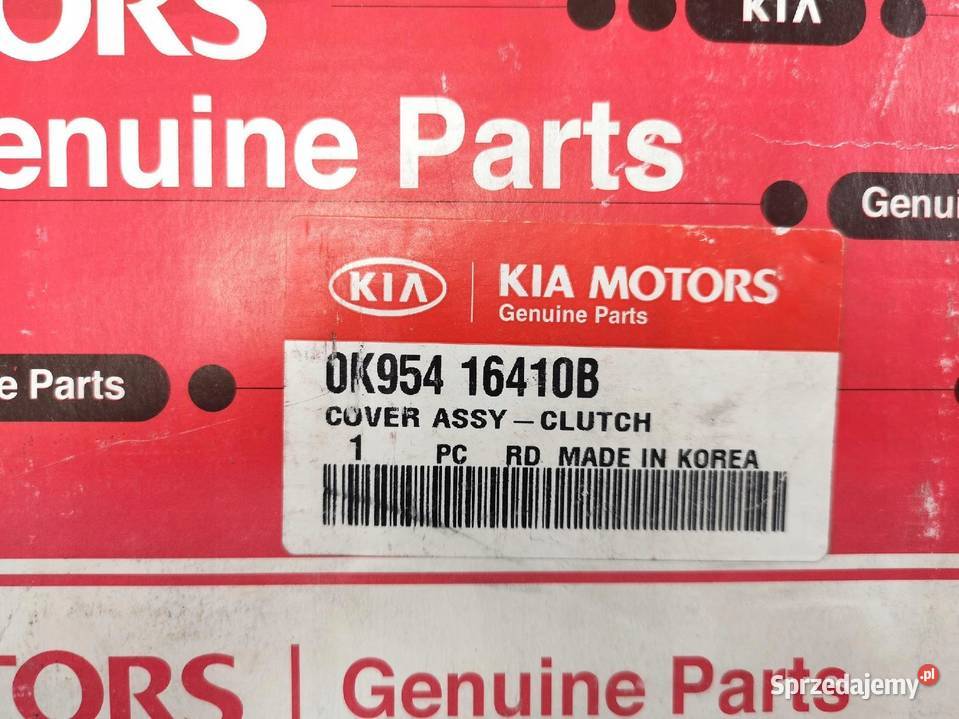 ORS
KIA
enuine Parts
Genui
KIA
KIA MOTORS
Genuine Parts
e Parts
0K954 16410B
COVER ASSY-CLUTCH
1 PC RD MADE IN KOREA
TORS
Genuine Parts
Sprzedajemy.pl